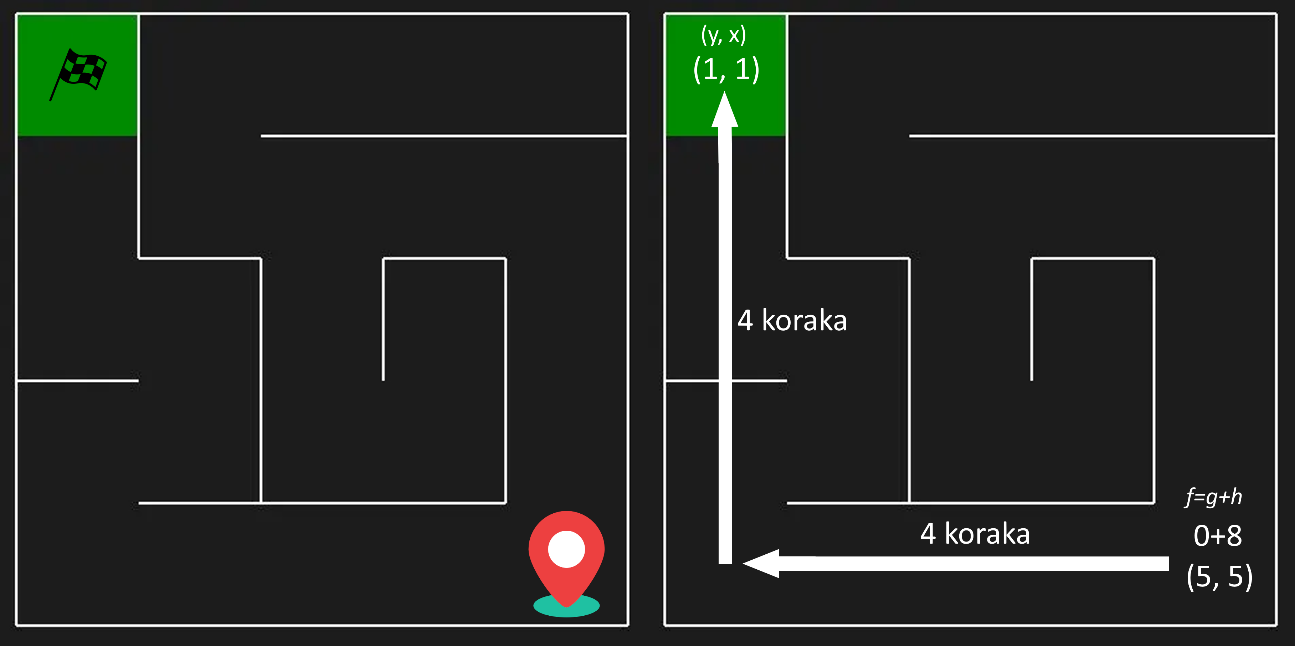 (y, x)
(1, 1)
4 koraka
f=g+h
4 koraka
0+8
(5, 5)